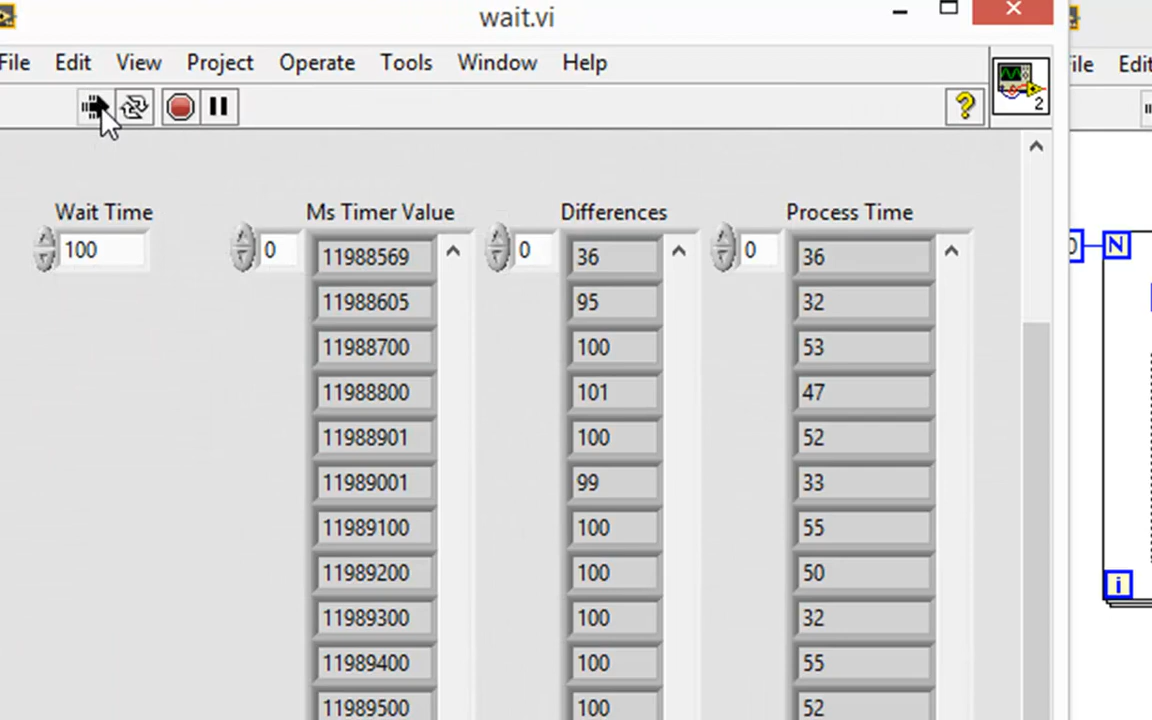 wait.vi
File Edit View Project Operate Tools Window Help
File Edit
2
Wait Time Ms Timer Value Differences Process Time
100 0 11988569 0 36 0 36
N
11988605 95 32
11988700 100 53
11988800 101 47
11988901 100 52
11989001 99 33
11989100 100 55
11989200 100 50
i
11989300 100 32
11989400 100 55
11989500 100 52